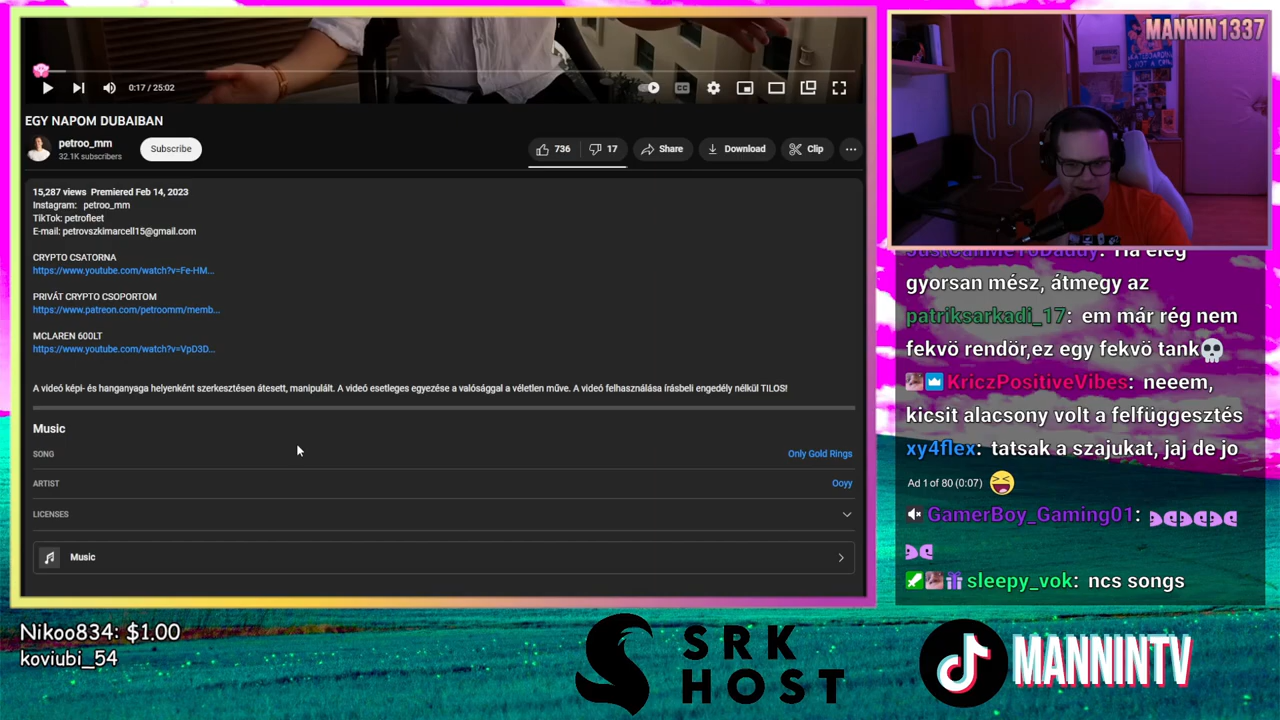 0:17 / 25:02
EGY NAPOM DUBAIBAN
petroo_mm
32.1K subscribers
Subscribe
736
17
Share
Download
Clip
15,287 views Premiered Feb 14, 2023
Instagram: petroo_mm
TikTok: petrofleet
E-mail: petrovszkimarcell15@gmail.com
CRYPTO CSATORNA
https://www.youtube.com/watch?v=Fe-HM...
PRIVÁT CRYPTO CSOPORTOM
https://www.patreon.com/petroomm/memb...
MCLAREN 600LT
https://www.youtube.com/watch?v=VpD3D...
A videó képi- és hanganyaga helyenként szerkesztésen átesett, manipulált. A videó esetleges egyezése a valósággal a véletlen műve. A videó felhasználása írásbeli engedély nélkül TILOS!
Music
SONG
Only Gold Rings
ARTIST
Ooyy
LICENSES
Music
MANNIN1337
gyorsan mész, átmegy az
patriksarkadi_17: em már rég nem
fekvö rendör,ez egy fekvö tank
KriczPositiveVibes: neeem,
kicsit alacsony volt a felfüggesztés
xy4flex: tatsak a szajukat, jaj de jo
Ad 1 of 80 (0:07)
GamerBoy_Gaming01:
sleepy_vok: ncs songs
Nikoo834: $1.00
koviubi_54
SRK
HOST
MANNINTV